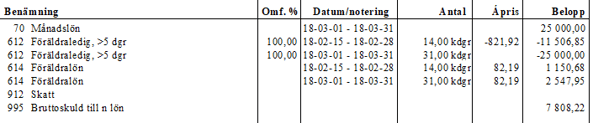 Benämning Omf. % Datum/notering Antal Àpris Belopp
70 Månadslön 18-03-01 - 18-03-31 25 000,00
612 Föräldraledig, >5 dgr 100,00 18-02-15 - 18-02-28 14,00 kdgr -821,92 -11 506,85
612 Föräldraledig, >5 dgr 100,00 18-03-01 - 18-03-31 31,00 kdgr -25 000,00
614 Föräldralön 18-02-15 - 18-02-28 14,00 kdgr 82,19 1 150,68
614 Föräldralön 18-03-01 - 18-03-31 31,00 kdgr 82,19 2 547,95
912 Skatt
995 Bruttoskuld till n lön 7 808,22